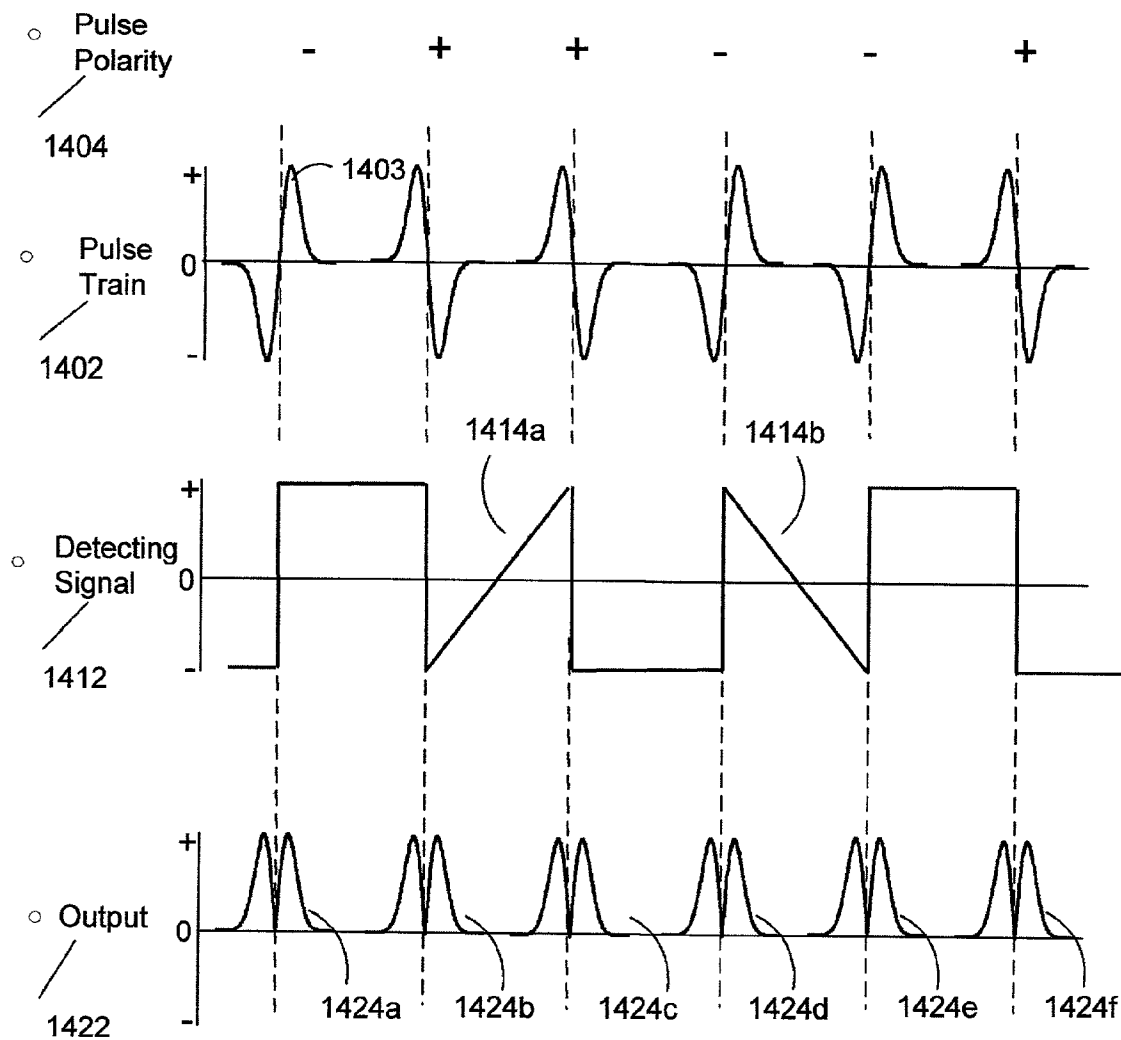 ○ Pulse
Polarity
- + + - - +
1404
+
1403
○ Pulse
Train
0
-
1402
1414a
1414b
+
○ Detecting
Signal
0
-
1412
+
○ Output
0
-
1422
1424a
1424b
1424c
1424d
1424e
1424f